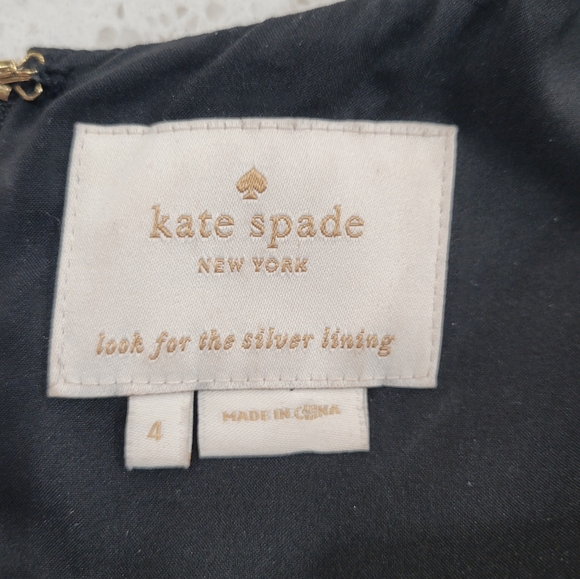 kate spade
NEW YORK
look for the silver lining
4
MADE IN CHINA